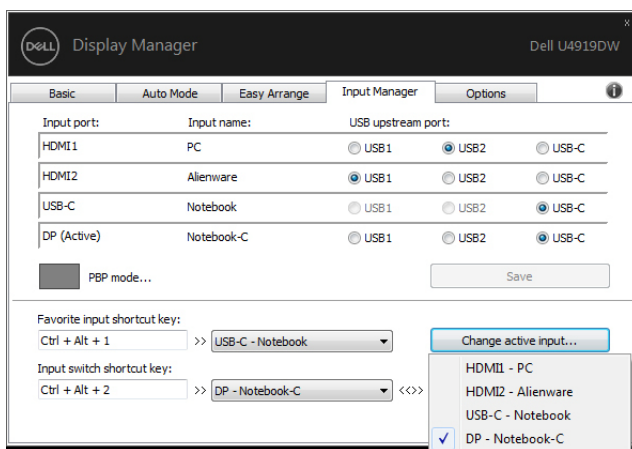 x
DELL Display Manager Dell U4919DW
Basic Auto Mode Easy Arrange Input Manager Options i
Input port: Input name: USB upstream port:
HDMI1 PC USB1 USB2 USB-C
HDMI2 Alienware USB1 USB2 USB-C
USB-C Notebook USB1 USB2 USB-C
DP (Active) Notebook-C USB1 USB2 USB-C
PBP mode... Save
Favorite input shortcut key:
Ctrl + Alt + 1 >> USB-C - Notebook Change active input...
Input switch shortcut key:
Ctrl + Alt + 2 >> DP - Notebook-C <<>>
HDMI1 - PC
HDMI2 - Alienware
USB-C - Notebook
DP - Notebook-C